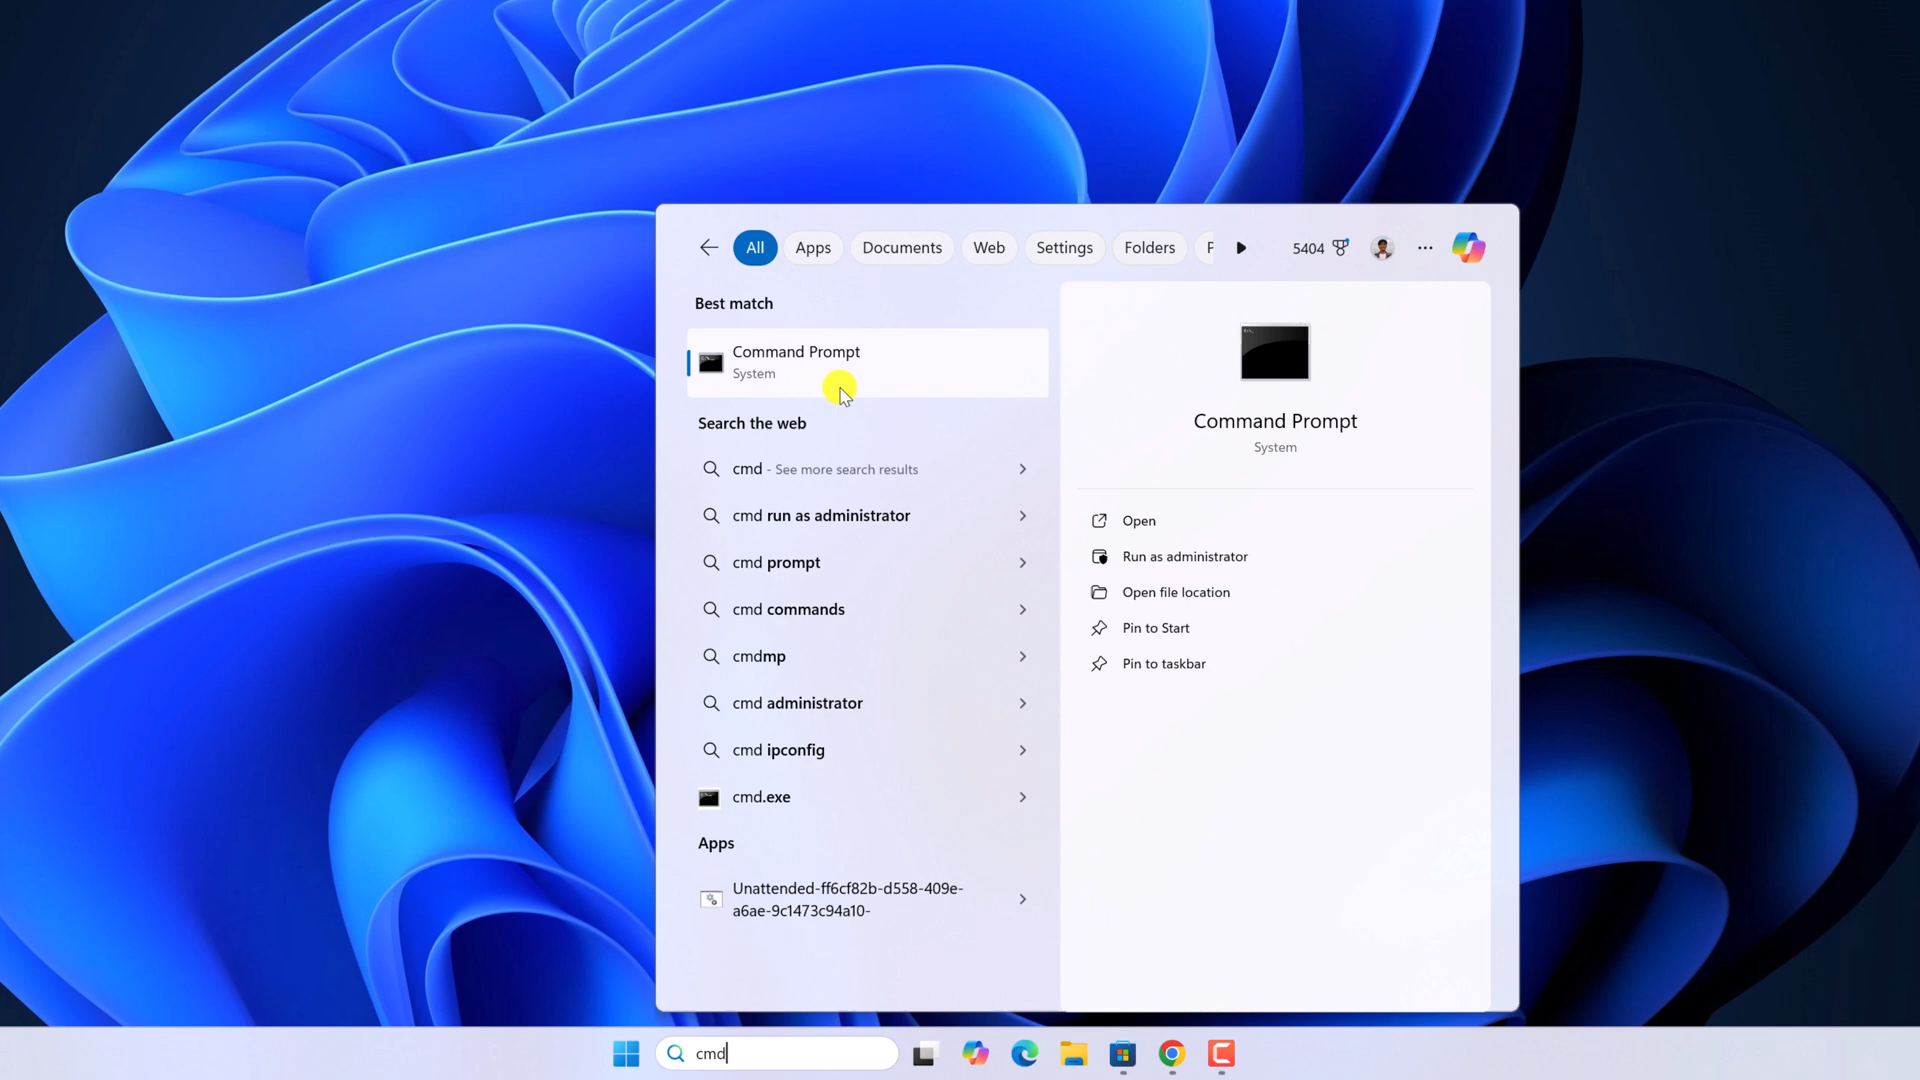 All
Apps
Documents
Web
Settings
Folders
P
5404
Best match
Command Prompt
System
Search the web
cmd - See more search results
cmd run as administrator
cmd prompt
cmd commands
cmdmp
cmd administrator
cmd ipconfig
cmd.exe
Apps
Unattended-ff6cf82b-d558-409e-
a6ae-9c1473c94a10-
Command Prompt
System
Open
Run as administrator
Open file location
Pin to Start
Pin to taskbar
cmd